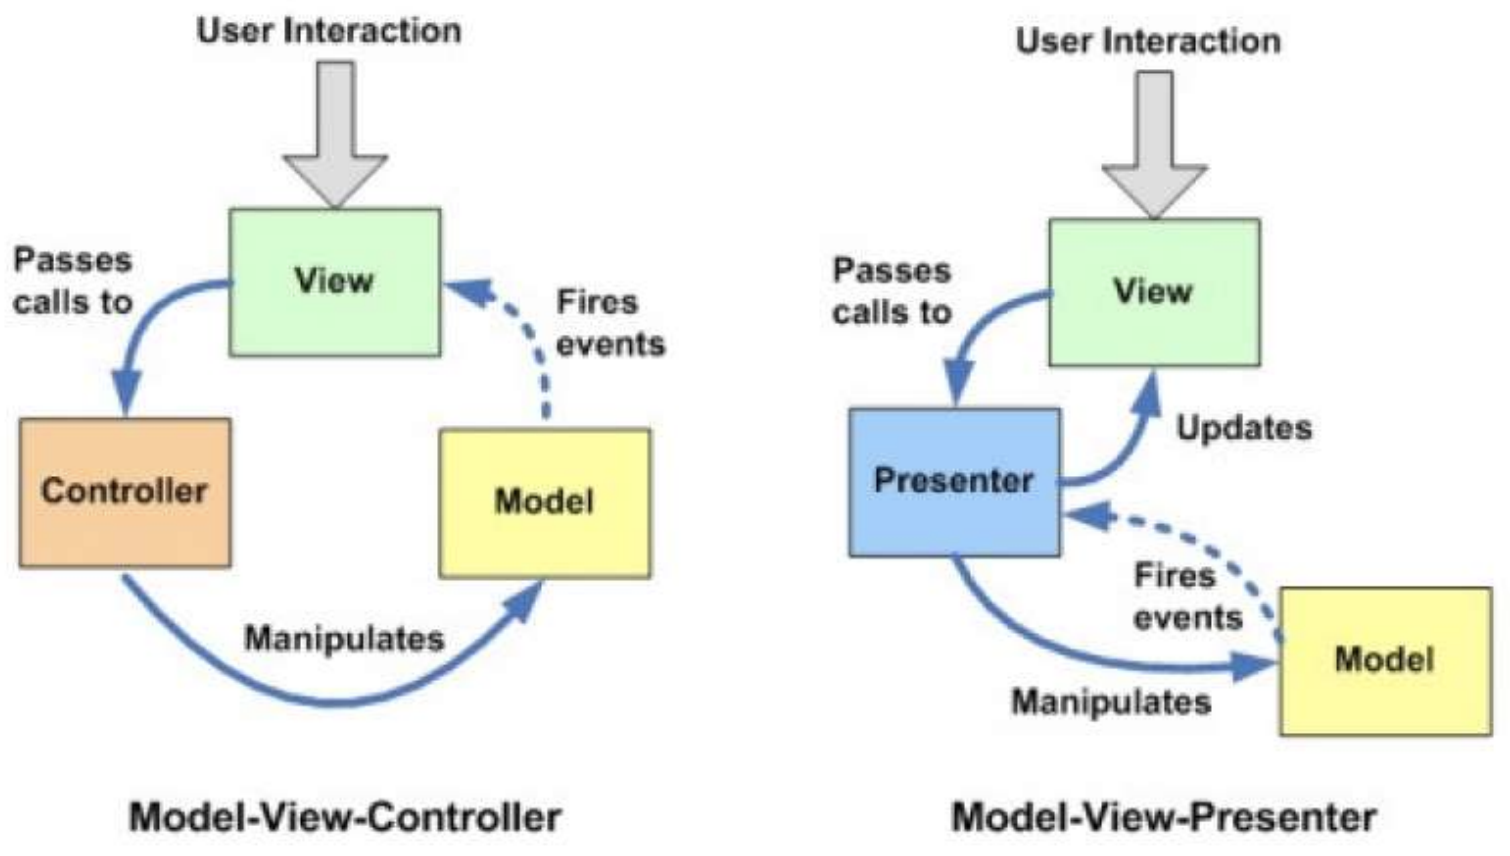 User Interaction
Passes
calls to
View
Fires
events
Controller
Model
Manipulates
Model-View-Controller
User Interaction
Passes
calls to
View
Presenter
Updates
Fires
events
Model
Manipulates
Model-View-Presenter